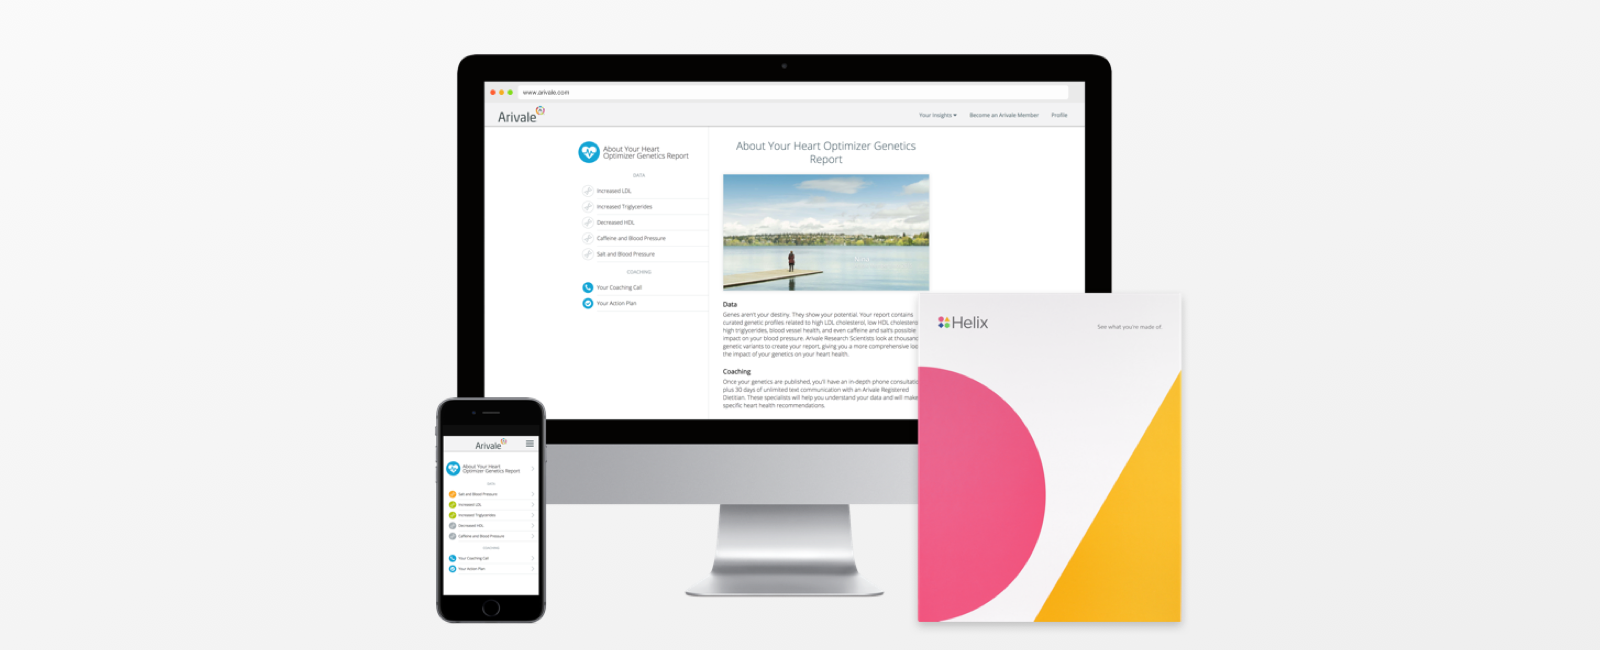 www.arivale.com
Arivale
Your Insights
Become an Arivale Member
Profile
About Your Heart
Optimizer Genetics Report
DATA
Increased LDL
Increased Triglycerides
Decreased HDL
Caffeine and Blood Pressure
Salt and Blood Pressure
COACHING
Your Coaching Call
Your Action Plan
About Your Heart Optimizer Genetics
Report
Data
Genes aren't your destiny. They show your potential. Your report contains
curated genetic profiles related to high LDL cholesterol, low HDL cholestero
high triglycerides, blood vessel health, and even caffeine and salt's possible
impact on your blood pressure. Arivale Research Scientists look at thousand
genetic variants to create your report, giving you a more comprehensive loo
the impact of your genetics on your heart health.
Coaching
Once your genetics are published, you'll have an in-depth phone consultatio
plus 30 days of unlimited text communication with an Arivale Registered
Dietitian. These specialists will help you understand your data and will make
specific heart health recommendations.
Helix
See what you're made of.
Arivale
About Your Heart
Optimizer Genetics Report
DATA
Salt and Blood Pressure
Increased LDL
Increased Triglycerides
Decreased HDL
Caffeine and Blood Pressure
COACHING
Your Coaching Call
Your Action Plan